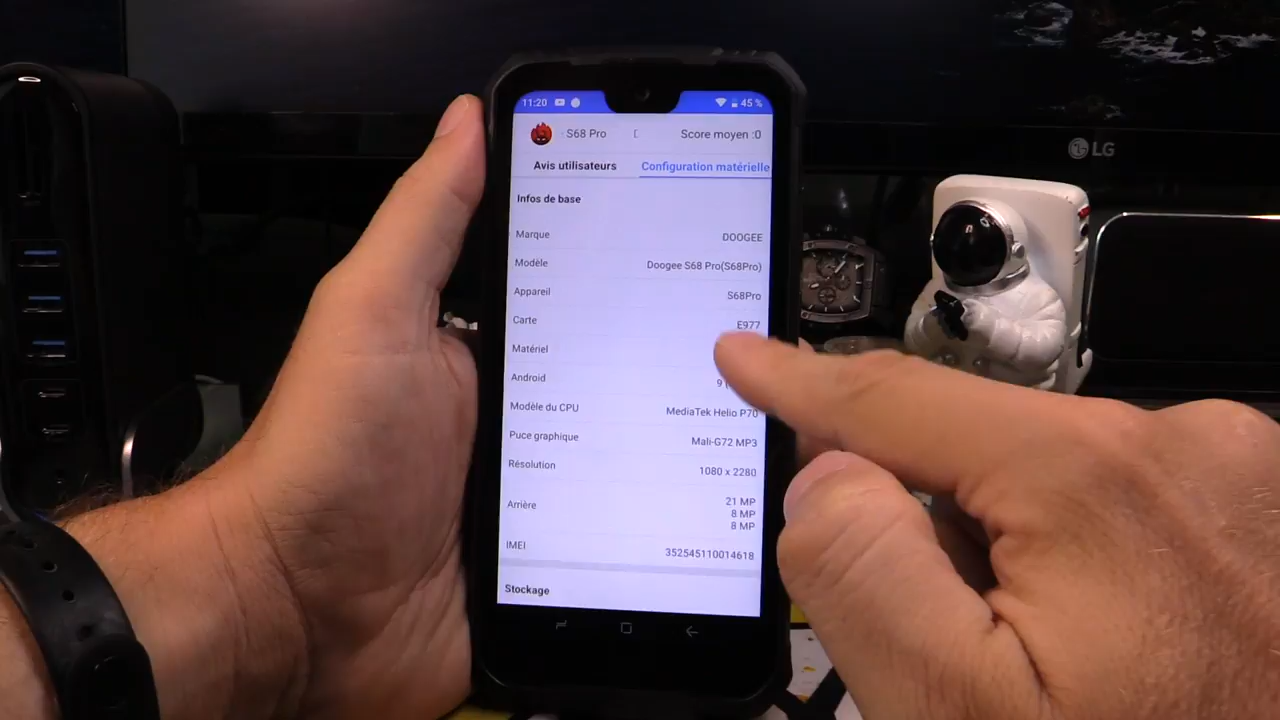 11:20 45 %
S68 Pro Score moyen :0
Avis utilisateurs Configuration matérielle
Infos de base
Marque DOOGEE
Modèle Doogee S68 Pro(S68Pro)
Appareil S68Pro
Carte E977
Matériel
Android 9
Modèle du CPU MediaTek Helio P70
Puce graphique Mali-G72 MP3
Résolution 1080 x 2280
Arrière 21 MP
8 MP
8 MP
IMEI 352545110014618
Stockage
LG